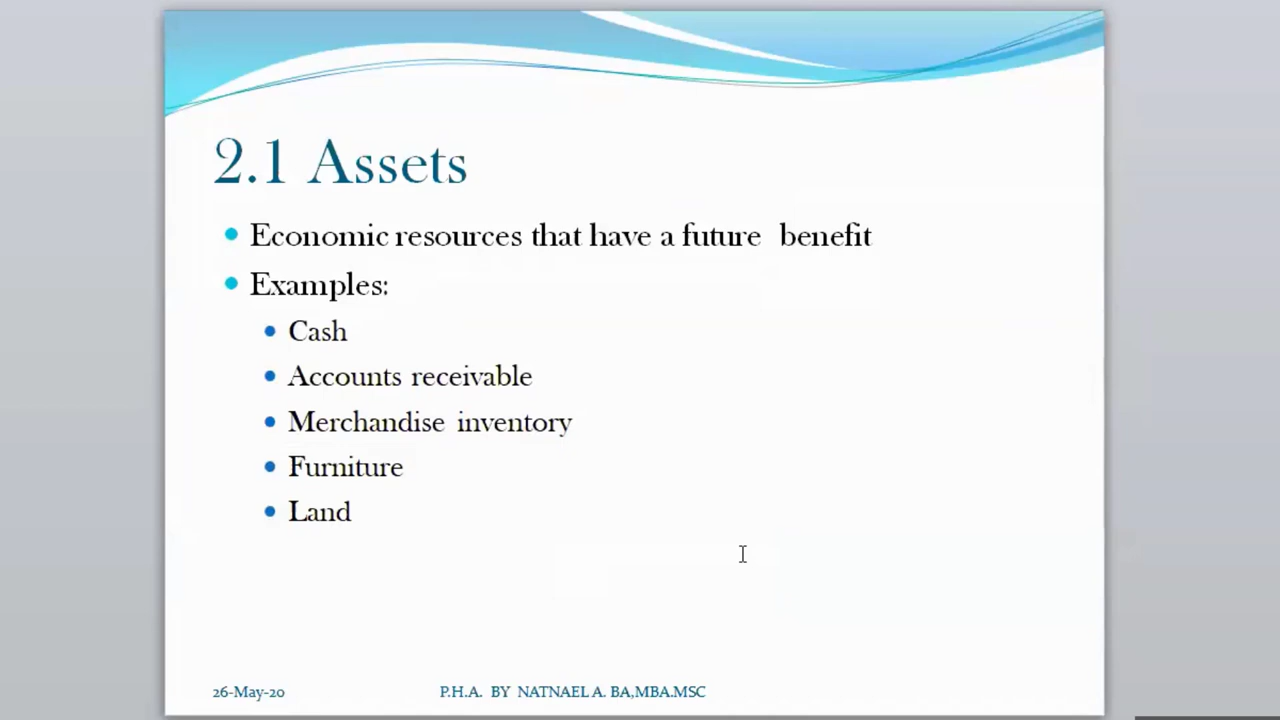 2.1 Assets
• Economic resources that have a future benefit
• Examples:
• Cash
• Accounts receivable
• Merchandise inventory
• Furniture
• Land
26-May-20 P.H.A. BY NATNAEL A. BA,MBA.MSC